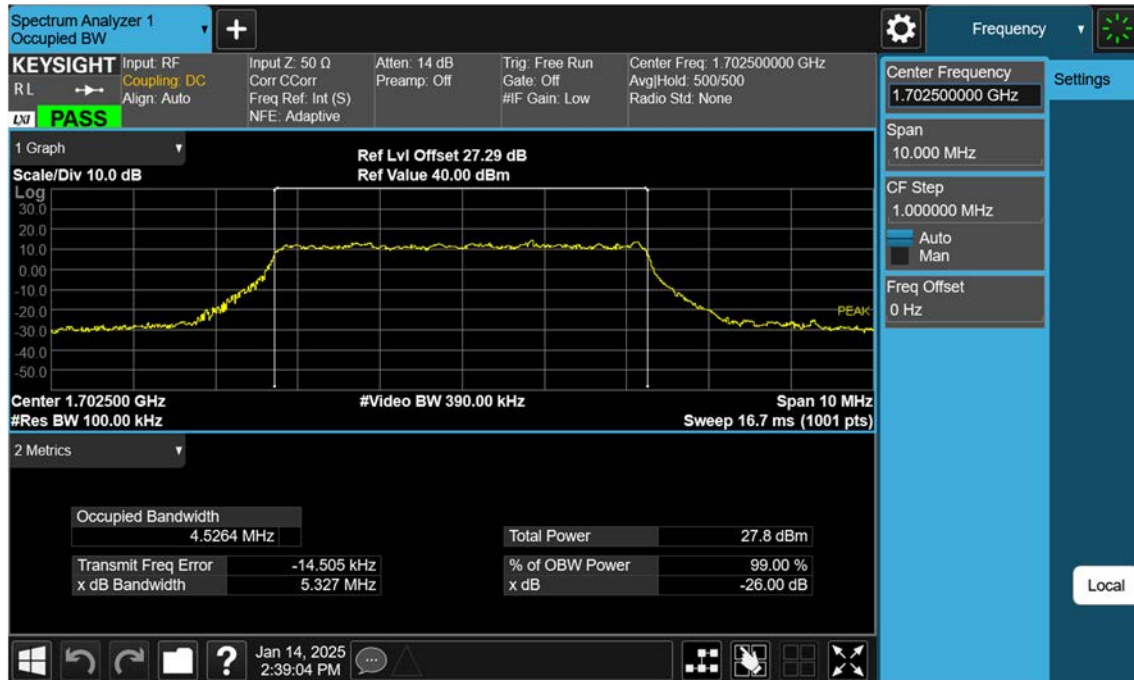 Spectrum Analyzer 1
Occupied BW
Frequency
KEYSIGHT
R L
LXI
PASS
Input: RF
Coupling: DC
Align: Auto
Input Z: 50 Ω
Corr CCorr
Freq Ref: Int (S)
NFE: Adaptive
Atten: 14 dB
Preamp: Off
Trig: Free Run
Gate: Off
#IF Gain: Low
Center Freq: 1.702500000 GHz
Avg|Hold: 500/500
Radio Std: None
1 Graph
Scale/Div 10.0 dB
Ref Lvl Offset 27.29 dB
Ref Value 40.00 dBm
Log
30.0
20.0
10.0
0.00
-10.0
-20.0
-30.0
-40.0
-50.0
PEAK
Center 1.702500 GHz
#Video BW 390.00 kHz
Span 10 MHz
#Res BW 100.00 kHz
Sweep 16.7 ms (1001 pts)
2 Metrics
Occupied Bandwidth
4.5264 MHz
Total Power 27.8 dBm
Transmit Freq Error -14.505 kHz
% of OBW Power 99.00 %
x dB Bandwidth 5.327 MHz
x dB -26.00 dB
Center Frequency
1.702500000 GHz
Settings
Span
10.000 MHz
CF Step
1.000000 MHz
Auto
Man
Freq Offset
0 Hz
Local
?
Jan 14, 2025
2:39:04 PM